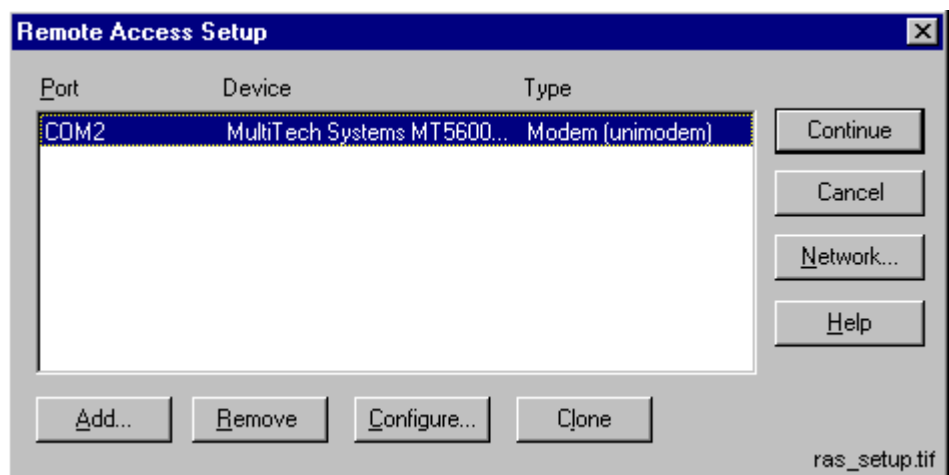 Remote Access Setup
Port Device Type
COM2 MultiTech Systems MT5600... Modem (unimodem)
Continue
Cancel
Network...
Help
Add... Remove Configure... Clone
ras_setup.tif